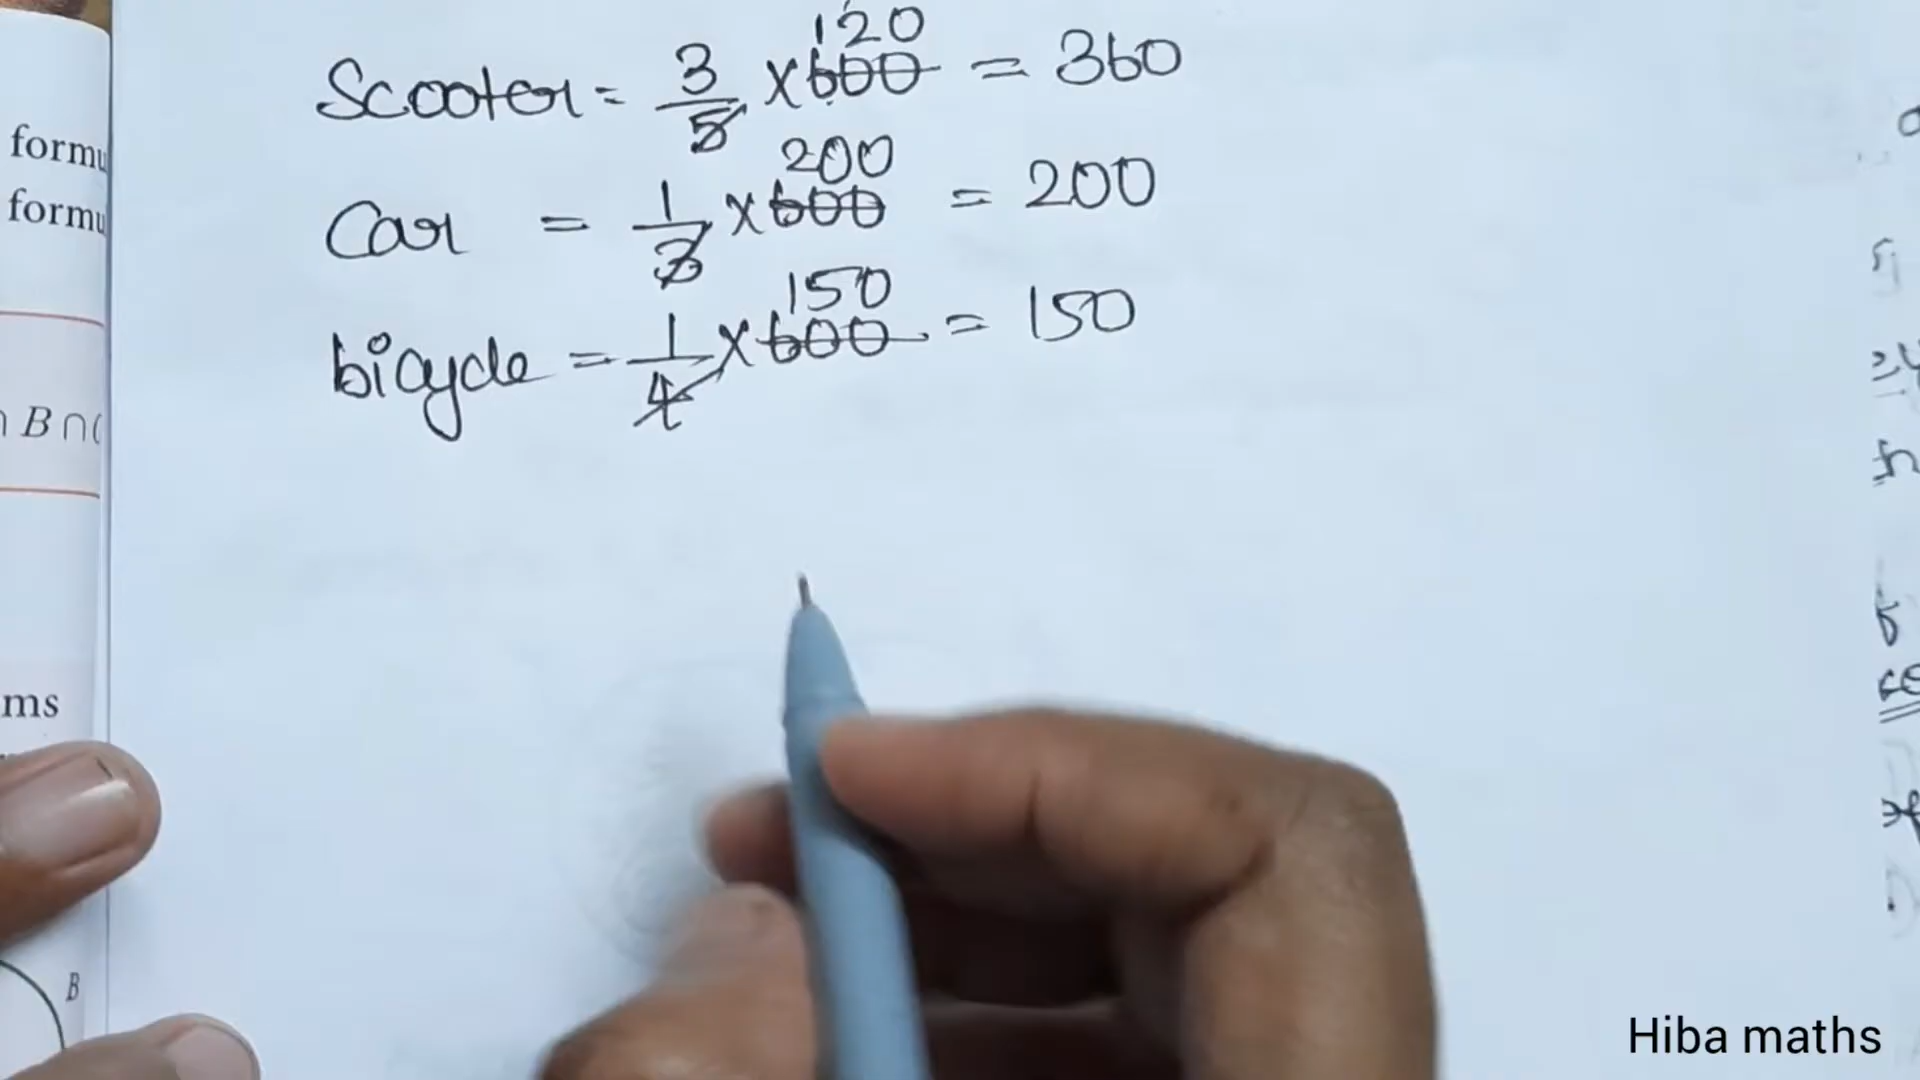 Scooter = 3/5 × 600 120 = 360
Car = 1/3 × 600 200 = 200
bicycle = 1/4 × 600 150 = 150
formu
formu
B ∩
ms
B
Hiba maths